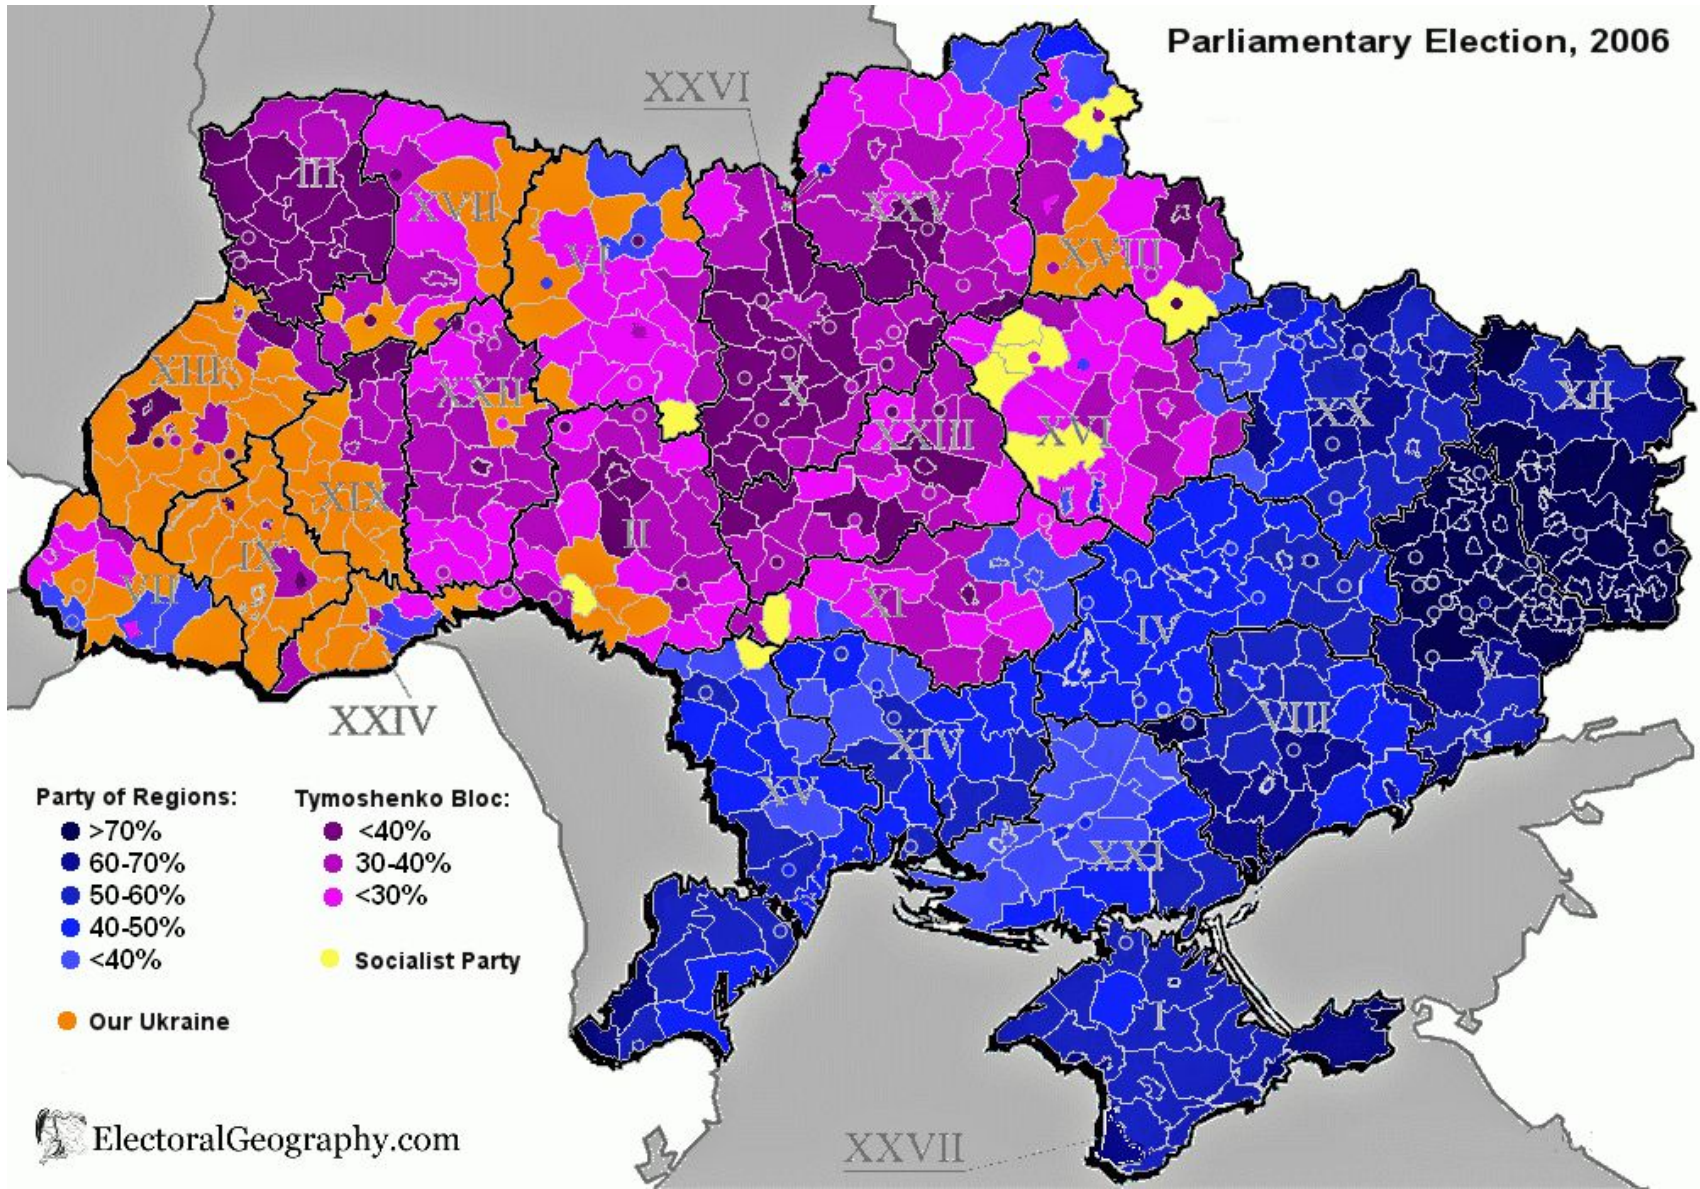 Parliamentary Election, 2006
XXVI
III
XVII
XXV
VI
XVIII
XIII
XXII
X
XXIII
XVI
XX
XII
XIX
II
IX
VII
XI
IV
V
XXIV
VIII
XIV
XV
XXI
I
XXVII
Party of Regions:
>70%
60-70%
50-60%
40-50%
<40%
Our Ukraine
Tymoshenko Bloc:
<40%
30-40%
<30%
Socialist Party
ElectoralGeography.com